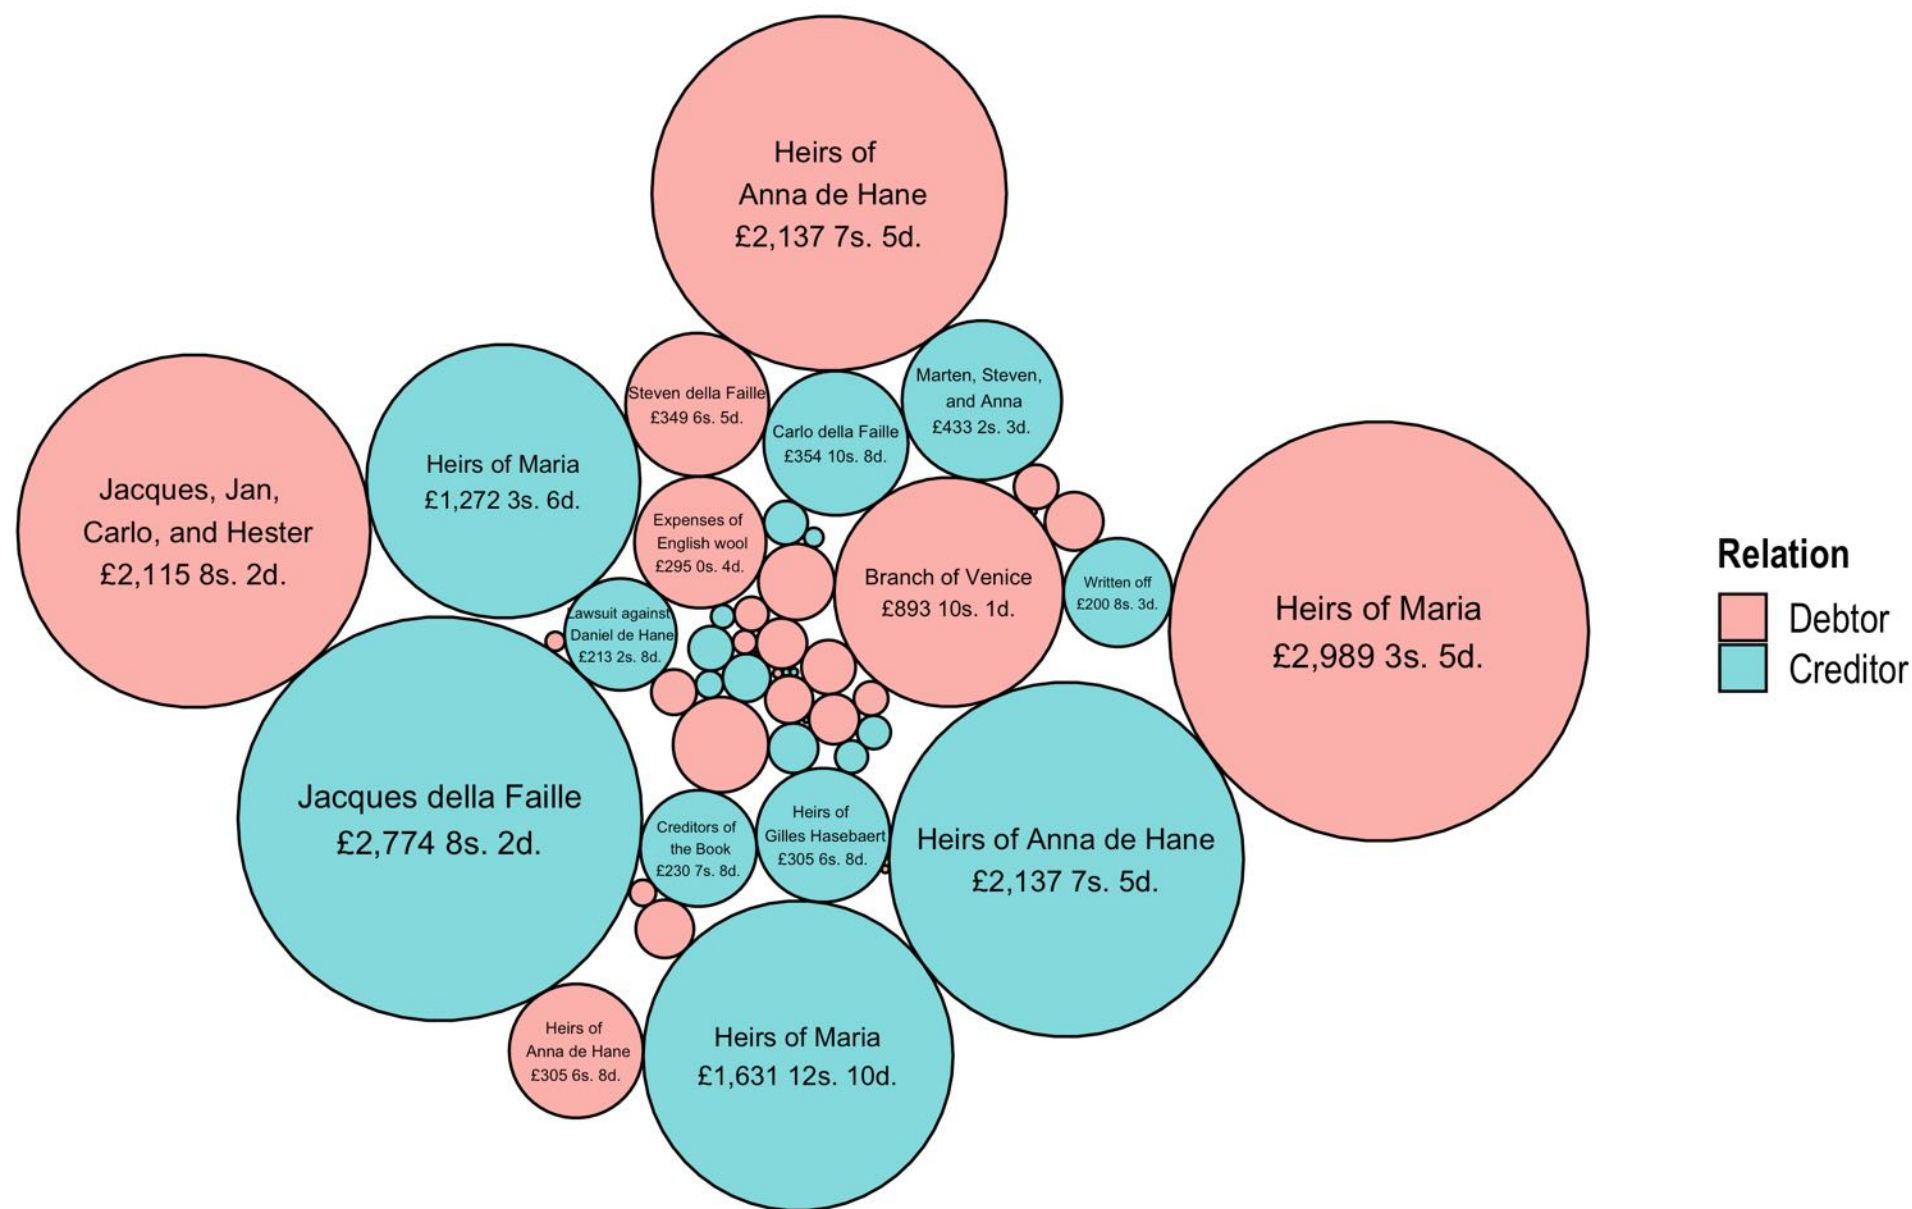 Heirs of
Anna de Hane
£2,137 7s. 5d.
Steven della Faille
£349 6s. 5d.
Carlo della Faille
£354 10s. 8d.
Marten, Steven,
and Anna
£433 2s. 3d.
Jacques, Jan,
Carlo, and Hester
£2,115 8s. 2d.
Heirs of Maria
£1,272 3s. 6d.
Expenses of
English wool
£295 0s. 4d.
Branch of Venice
£893 10s. 1d.
Written off
£200 8s. 3d.
Heirs of Maria
£2,989 3s. 5d.
Lawsuit against
Daniel de Hane
£213 2s. 8d.
Jacques della Faille
£2,774 8s. 2d.
Creditors of
the Book
£230 7s. 8d.
Heirs of
Gilles Hasebaert
£305 6s. 8d.
Heirs of Anna de Hane
£2,137 7s. 5d.
Heirs of
Anna de Hane
£305 6s. 8d.
Heirs of Maria
£1,631 12s. 10d.
Relation
Debtor
Creditor